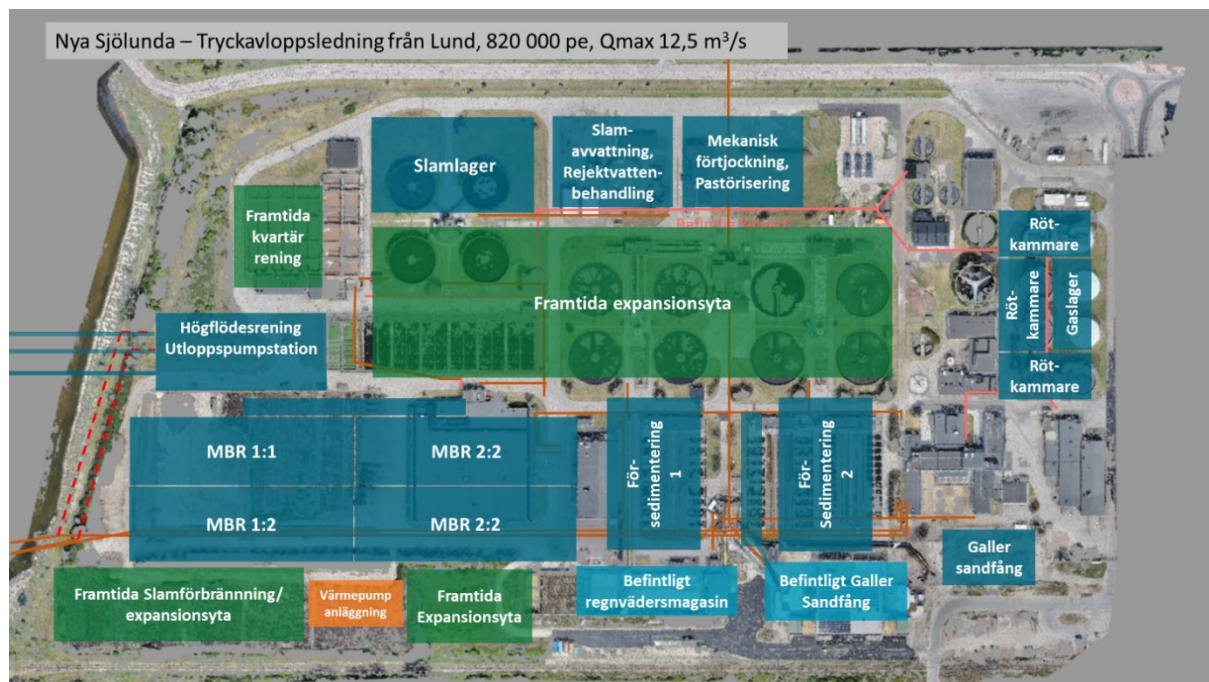 Nya Sjölunda – Tryckavloppsledning från Lund, 820 000 pe, Qmax 12,5 m³/s
Slamlager
Slam-
avvattning,
Rejektvatten-
behandling
Mekanisk
förtjockning,
Pastörisering
Framtida
kvartär
rening
Framtida expansionsyta
Röt-
kammare
Röt-
kammare
Gaslager
Röt-
kammare
Högflödesrening
Utloppspumpstation
MBR 1:1
MBR 2:2
MBR 1:2
MBR 2:2
För-
sedimentering
1
För-
sedimentering
2
Galler
sandfång
Framtida Slamförbrännning/
expansionsyta
Värmepump
anläggning
Framtida
Expansionsyta
Befintligt
regnvädersmagasin
Befintligt Galler
Sandfång